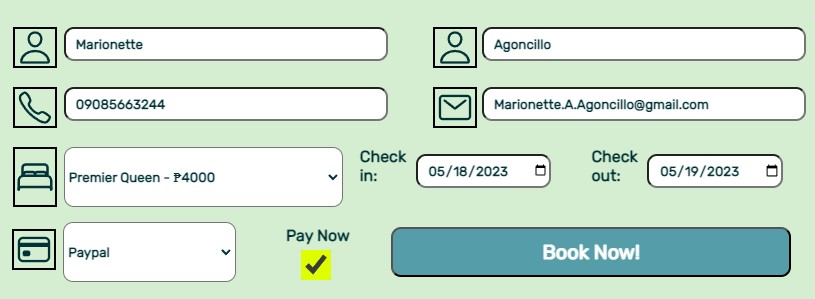 Marionette
Agoncillo
09085663244
Marionette.A.Agoncillo@gmail.com
Premier Queen - ₱4000
Check in:
05/18/2023
Check out:
05/19/2023
Paypal
Pay Now
Book Now!